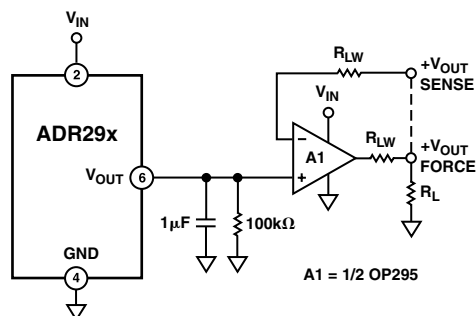 VIN
2
ADR29x
VOUT
6
GND
4
1μF
100kΩ
VIN
A1
−
+
RLW
+VOUT
SENSE
RLW
+VOUT
FORCE
RL
A1 = 1/2 OP295